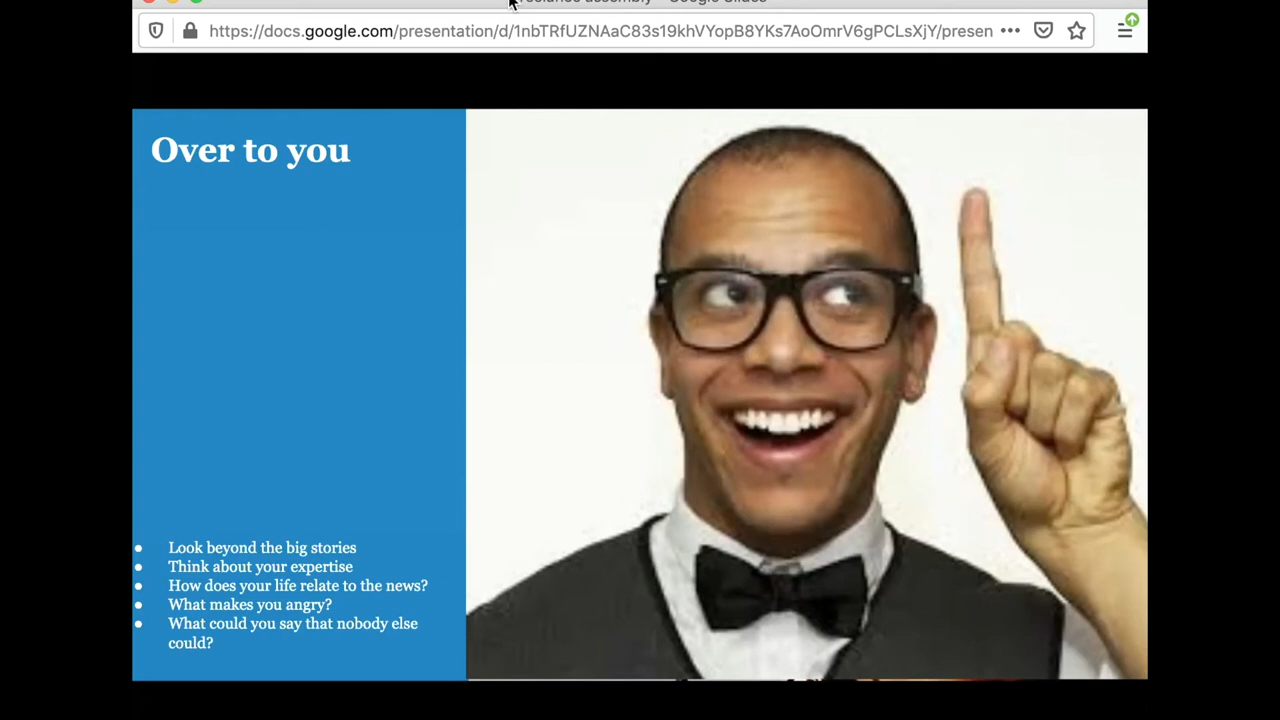 https://docs.google.com/presentation/d/1nbTRfUZNAaC83s19khVYopB8YKs7AoOmrV6gPCLsXjY/presen
Over to you
● Look beyond the big stories
● Think about your expertise
● How does your life relate to the news?
● What makes you angry?
● What could you say that nobody else
could?